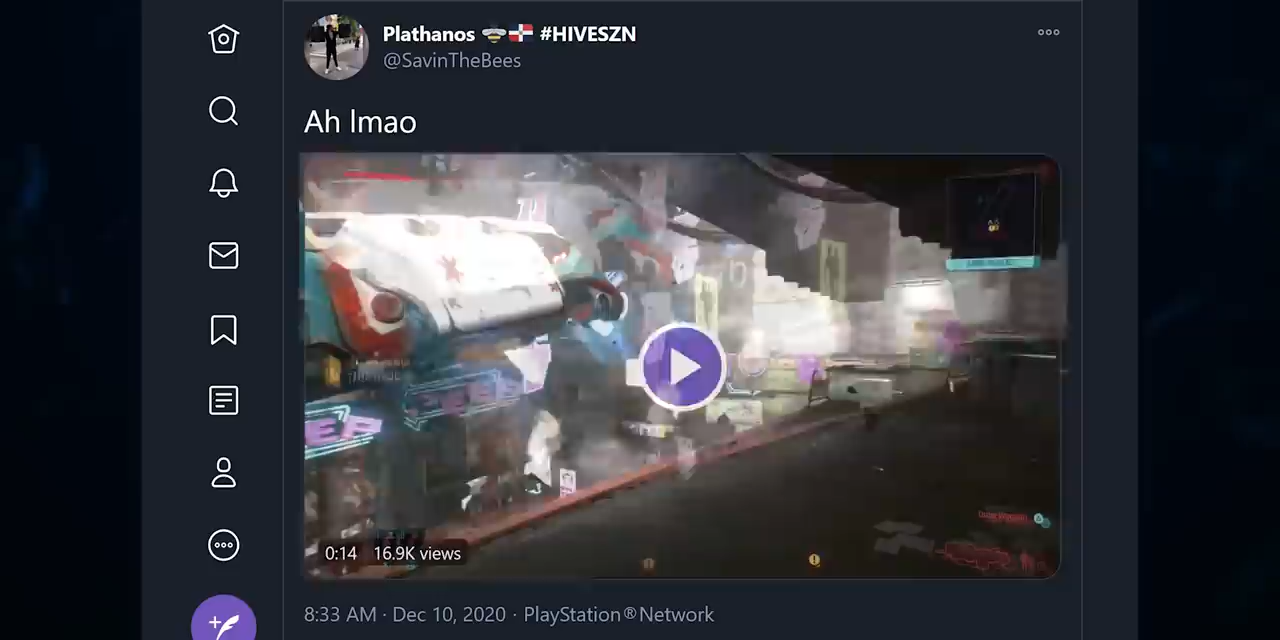 Plathanos 🐝🇩🇴 #HIVESZN
@SavinTheBees
Ah lmao
0:14 16.9K views
8:33 AM · Dec 10, 2020 · PlayStation®Network